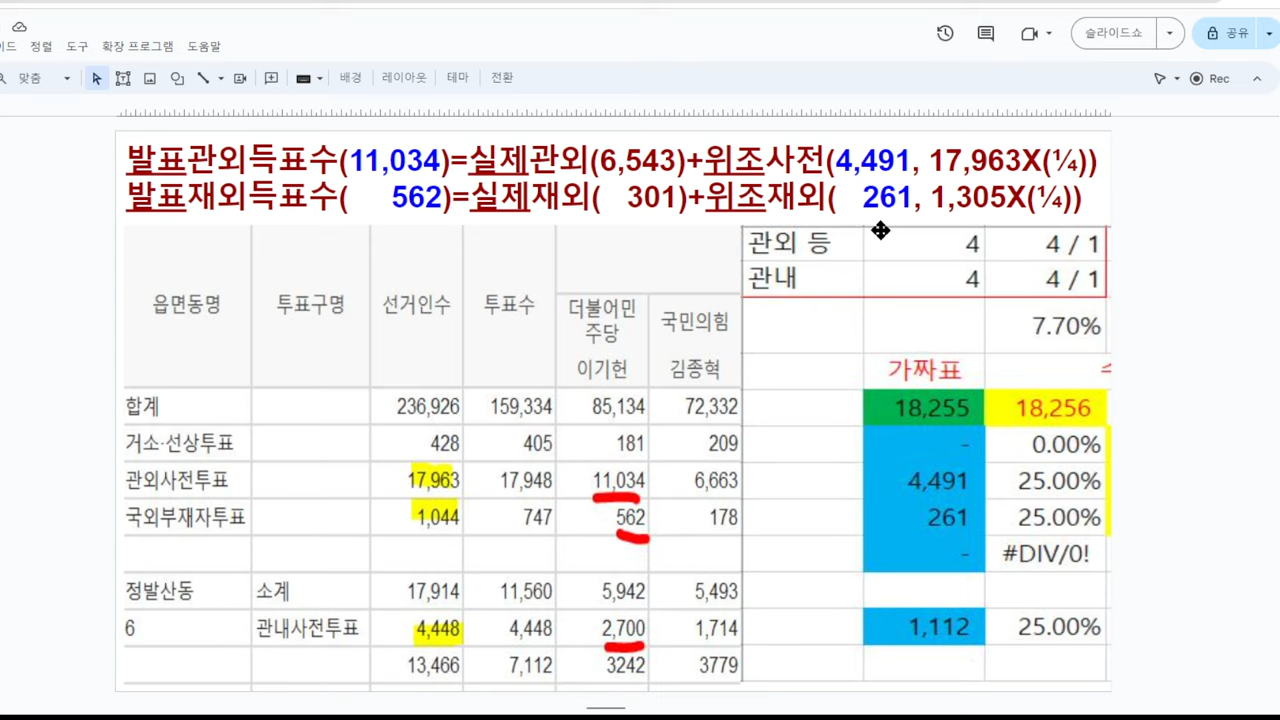 이드 정렬 도구 확장 프로그램 도움말
슬라이드쇼 공유
맞춤 배경 레이아웃 테마 전환 Rec
발표관외득표수(11,034)=실제관외(6,543)+위조사전(4,491, 17,963X(¼))
발표재외득표수( 562)=실제재외( 301)+위조재외( 261, 1,305X(¼))
관외 등 4 4 / 1
관내 4 4 / 1
읍면동명 투표구명 선거인수 투표수 더불어민주당 이기헌 국민의힘 김종혁
7.70%
가짜표
합계 236,926 159,334 85,134 72,332 18,255 18,256
거소·선상투표 428 405 181 209 - 0.00%
관외사전투표 17,963 17,948 11,034 6,663 4,491 25.00%
국외부재자투표 1,044 747 562 178 261 25.00%
- #DIV/0!
정발산동 소계 17,914 11,560 5,942 5,493
6 관내사전투표 4,448 4,448 2,700 1,714 1,112 25.00%
13,466 7,112 3242 3779